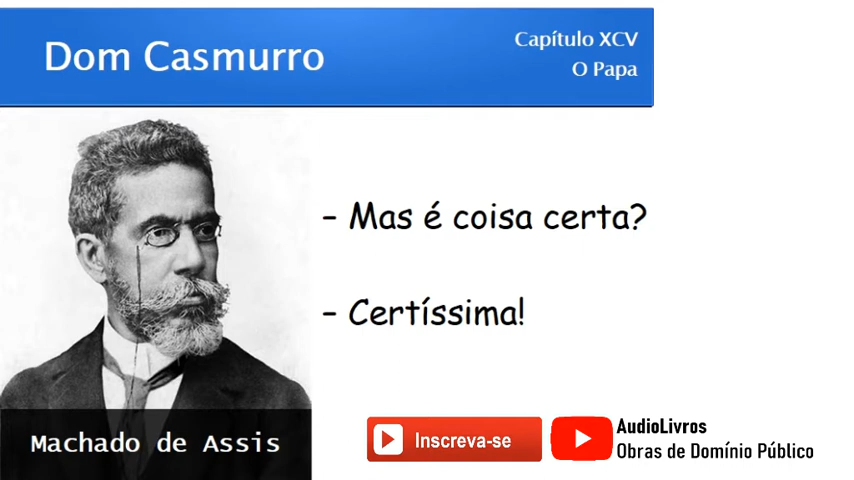 Dom Casmurro
Capítulo XCV
O Papa
– Mas é coisa certa?
– Certíssima!
Machado de Assis
Inscreva-se
AudioLivros
Obras de Domínio Público